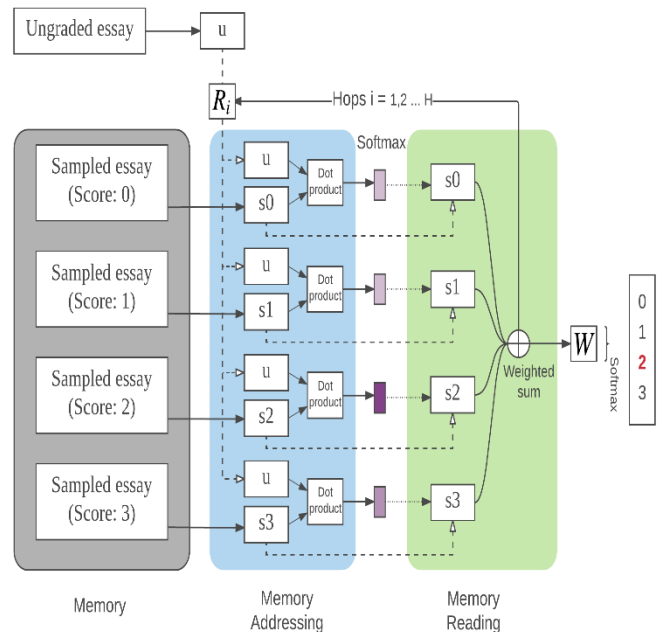 Ungraded essay
u
R_i
Hops i = 1,2 ... H
Softmax
Sampled essay
(Score: 0)
u
s0
Dot
product
s0
Sampled essay
(Score: 1)
u
s1
Dot
product
s1
Sampled essay
(Score: 2)
u
s2
Dot
product
s2
Sampled essay
(Score: 3)
u
s3
Dot
product
s3
Weighted
sum
W
Softmax
0
1
2
3
Memory
Memory
Addressing
Memory
Reading